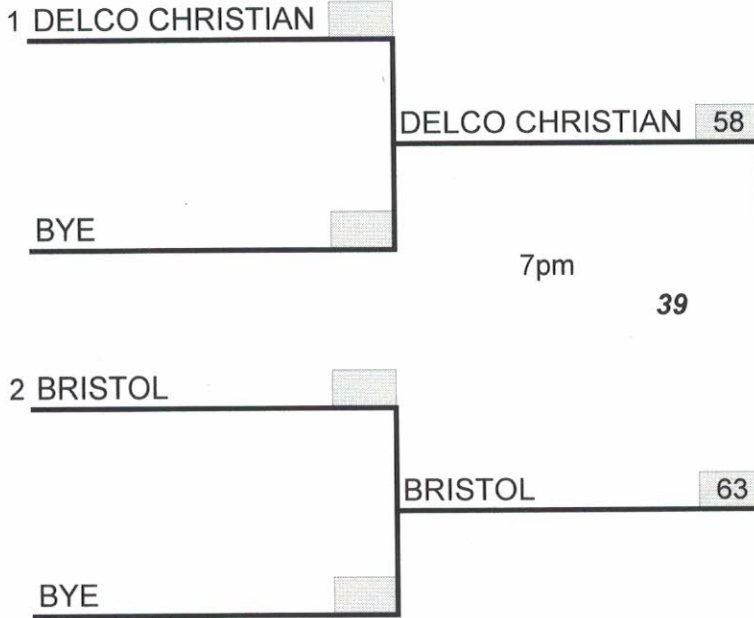 1 DELCO CHRISTIAN
DELCO CHRISTIAN 58
BYE
7pm
39
2 BRISTOL
BRISTOL 63
BYE